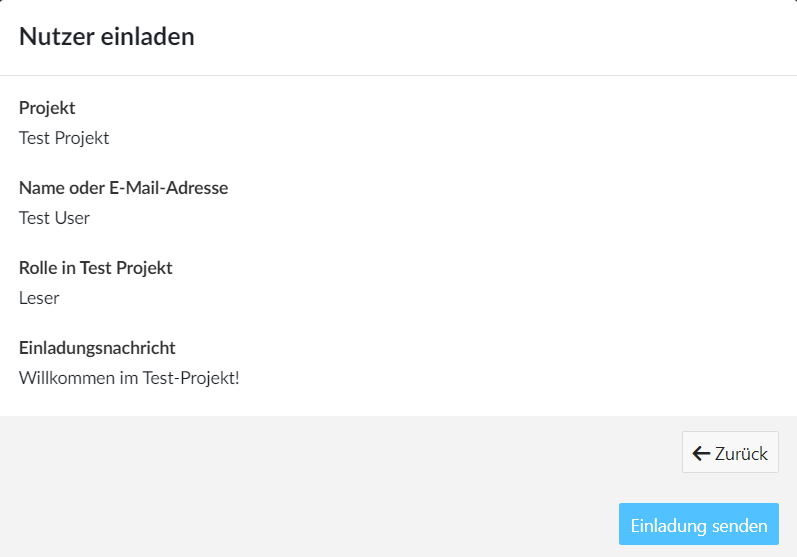 Nutzer einladen
Projekt
Test Projekt
Name oder E-Mail-Adresse
Test User
Rolle in Test Projekt
Leser
Einladungsnachricht
Willkommen im Test-Projekt!
Zurück
Einladung senden